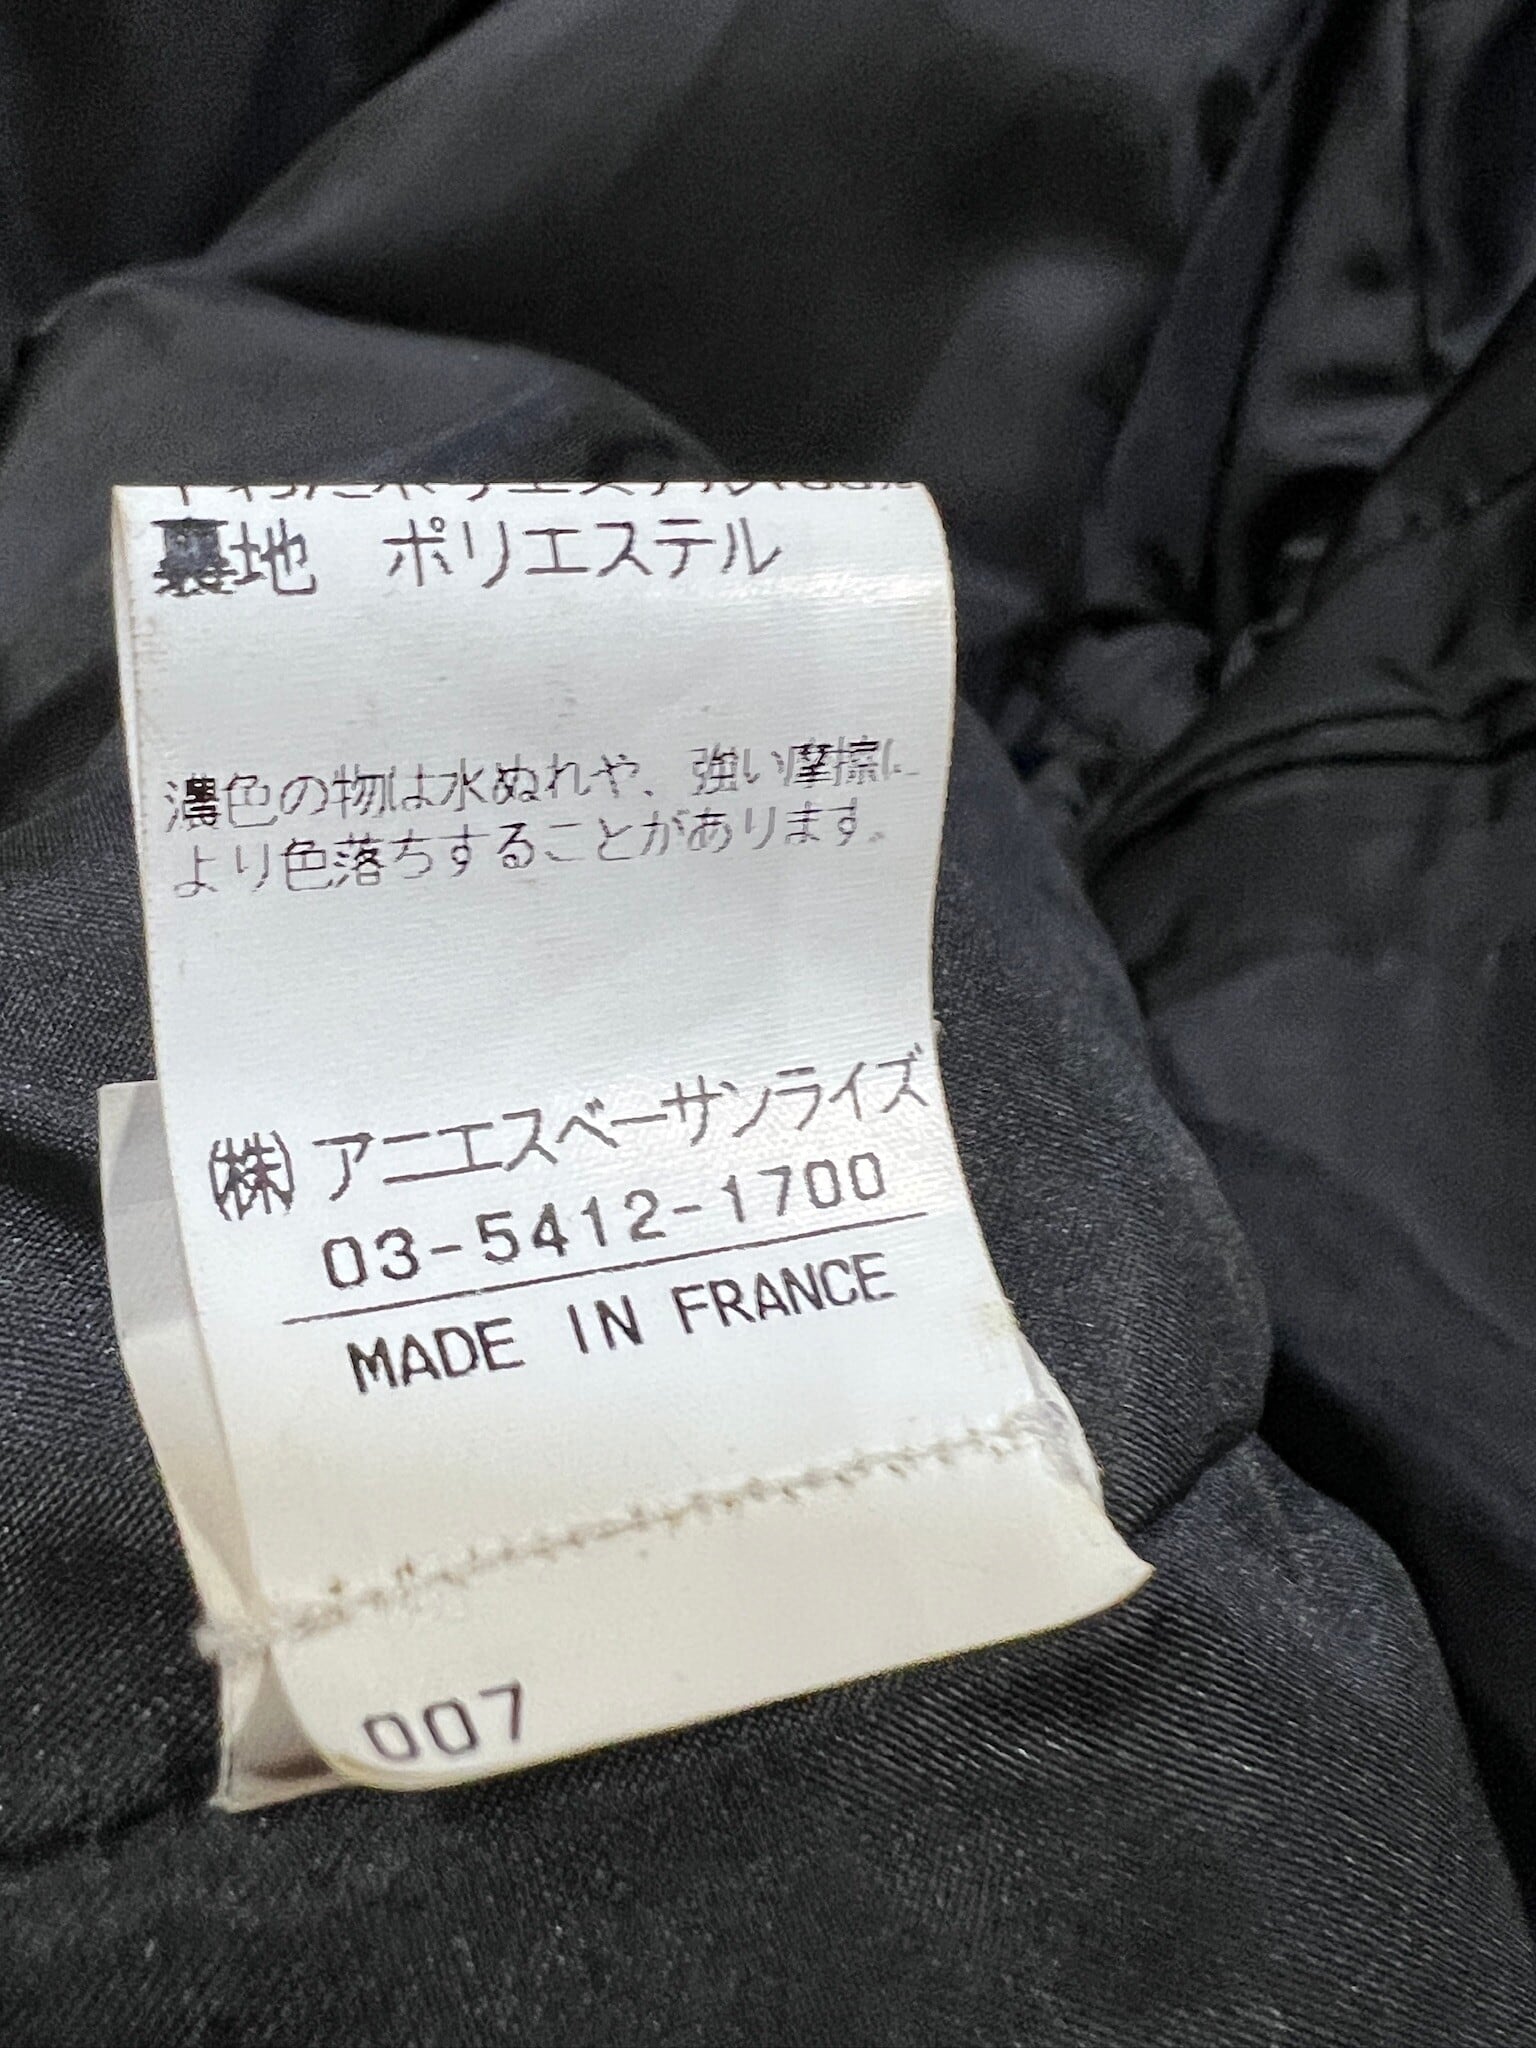 裏地　ポリエステル
濃色の物は水ぬれや、強い摩擦に
より色落ちすることがあります。
㈱アニエスベーサンライズ
03-5412-1700
MADE IN FRANCE
007